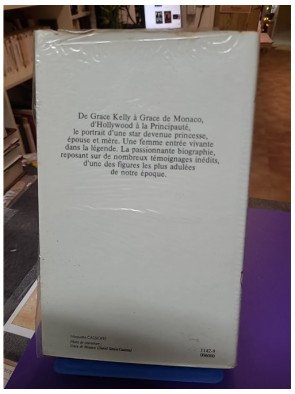 De Grace Kelly à Grace de Monaco,
d'Hollywood à la Principauté,
le portrait d'une star devenue princesse,
épouse et mère. Une femme entrée vivante
dans la légende. La passionnante biographie,
reposant sur de nombreux témoignages inédits,
d'une des figures les plus adulées
de notre époque.